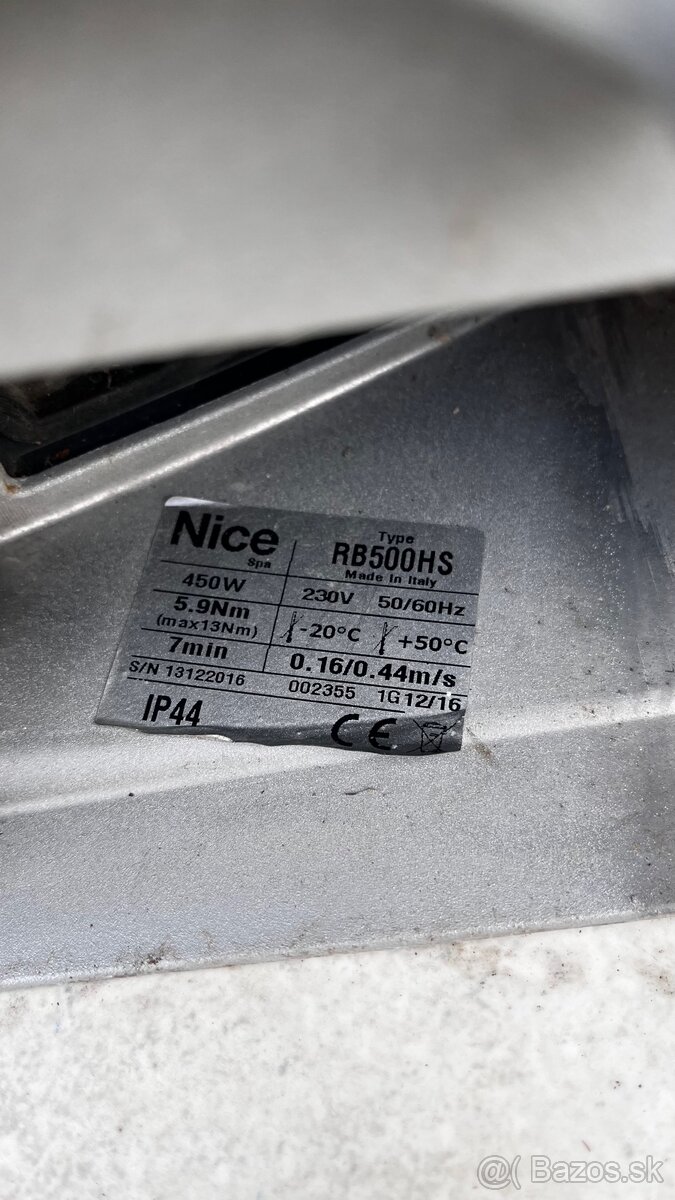 Nice
Spa
Type
RB500HS
Made in Italy
450W
230V 50/60Hz
5.9Nm
(max13Nm)
-20°C +50°C
7min
0.16/0.44m/s
S/N 13122016 002355 1G12/16
IP44
CE
@ Bazos.sk